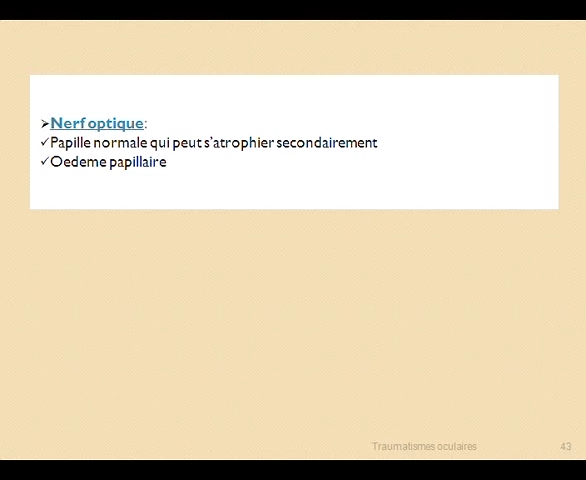 ➢Nerf optique:
✓Papille normale qui peut s'atrophier secondairement
✓Oedeme papillaire
Traumatismes oculaires 43